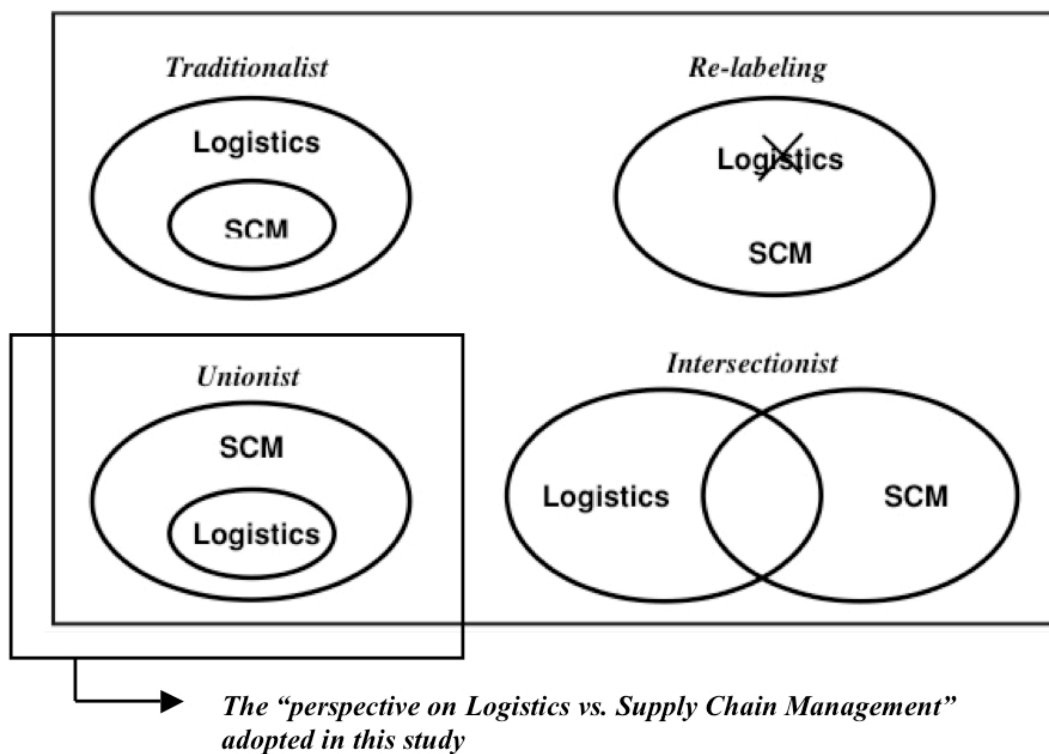 Traditionalist
Logistics
SCM
Re-labeling
Logistics
SCM
Unionist
SCM
Logistics
Intersectionist
Logistics
SCM
The “perspective on Logistics vs. Supply Chain Management”
adopted in this study